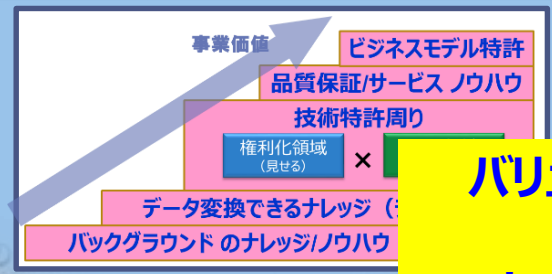 事業価値
ビジネスモデル特許
品質保証/サービス ノウハウ
技術特許周り
権利化領域
(見せる)
×
データ変換できるナレッジ (
バックグラウンド のナレッジ/ノウハウ
バリ